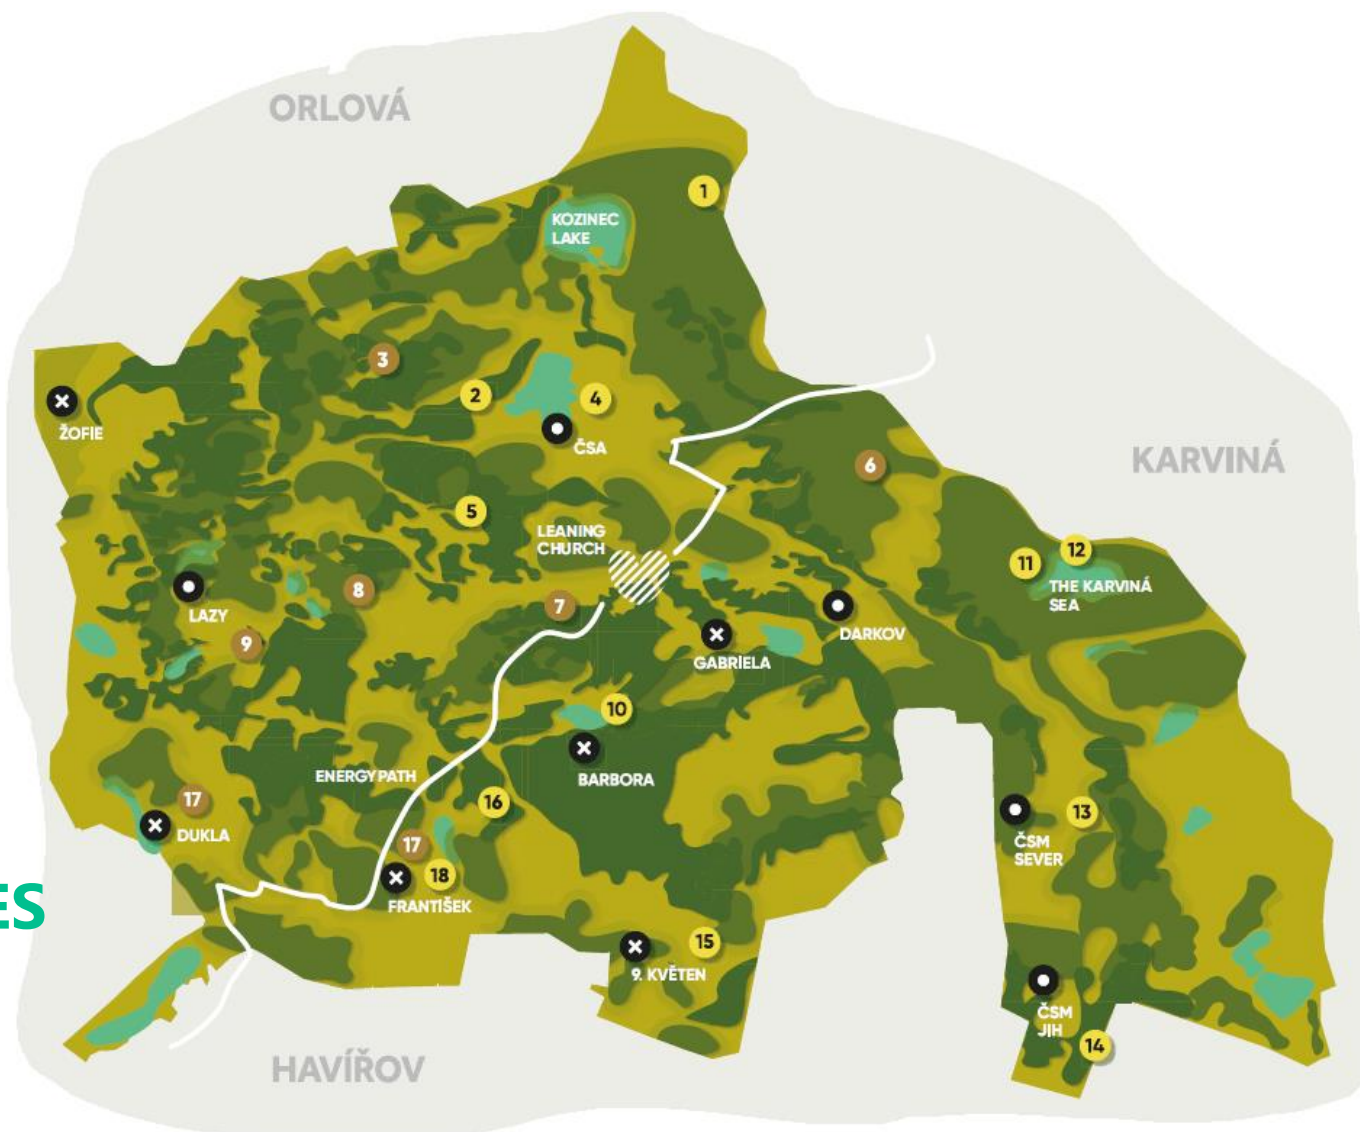 ORLOVÁ
1
KOZINEC
LAKE
3
2
4
ŽOFIE
ČSA
KARVINÁ
6
5
LEANING
CHURCH
12
11
THE KARVINÁ
SEA
LAZY
8
7
DARKOV
9
GABRIELA
10
ENERGY PATH
BARBORA
17
16
DUKLA
13
ČSM
SEVER
17
18
FRANTIŠEK
ES
15
9. KVĚTEN
ČSM
JIH
14
HAVÍŘOV